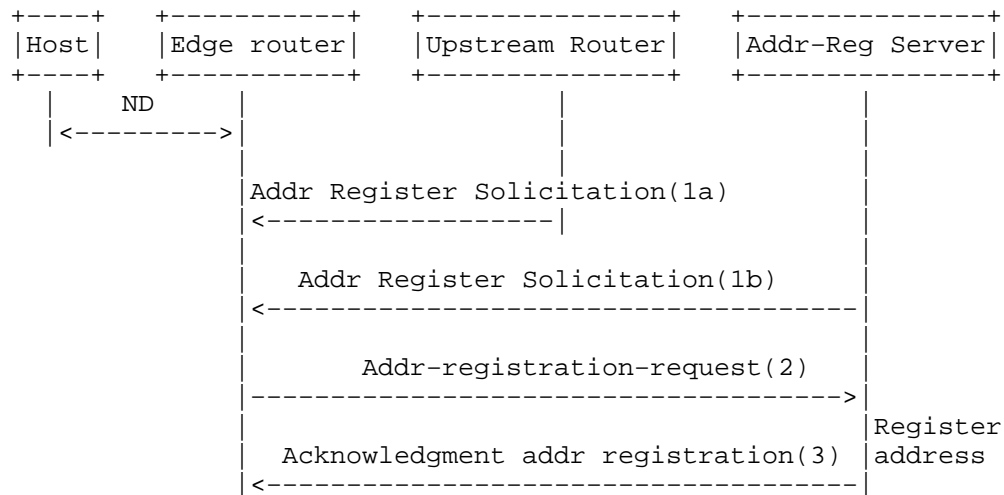 Host Edge router Upstream Router Addr-Reg Server
ND
Addr Register Solicitation(1a)
Addr Register Solicitation(1b)
Addr-registration-request(2)
Register
Acknowledgment addr registration(3) address